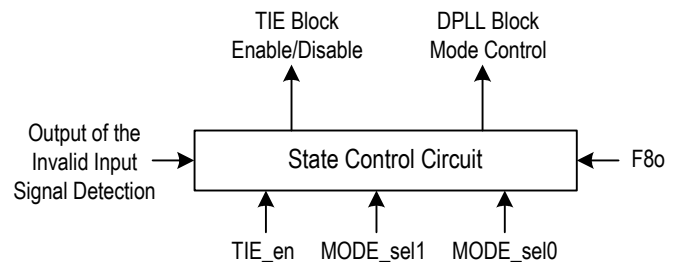 TIE Block
Enable/Disable
DPLL Block
Mode Control
Output of the
Invalid Input
Signal Detection
State Control Circuit
F8o
TIE_en
MODE_sel1
MODE_sel0